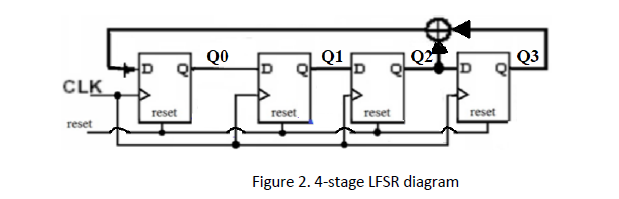 Q0 Q1 Q2 Q3
D Q D Q D Q D Q
CLK
reset reset reset reset
reset
Figure 2. 4-stage LFSR diagram